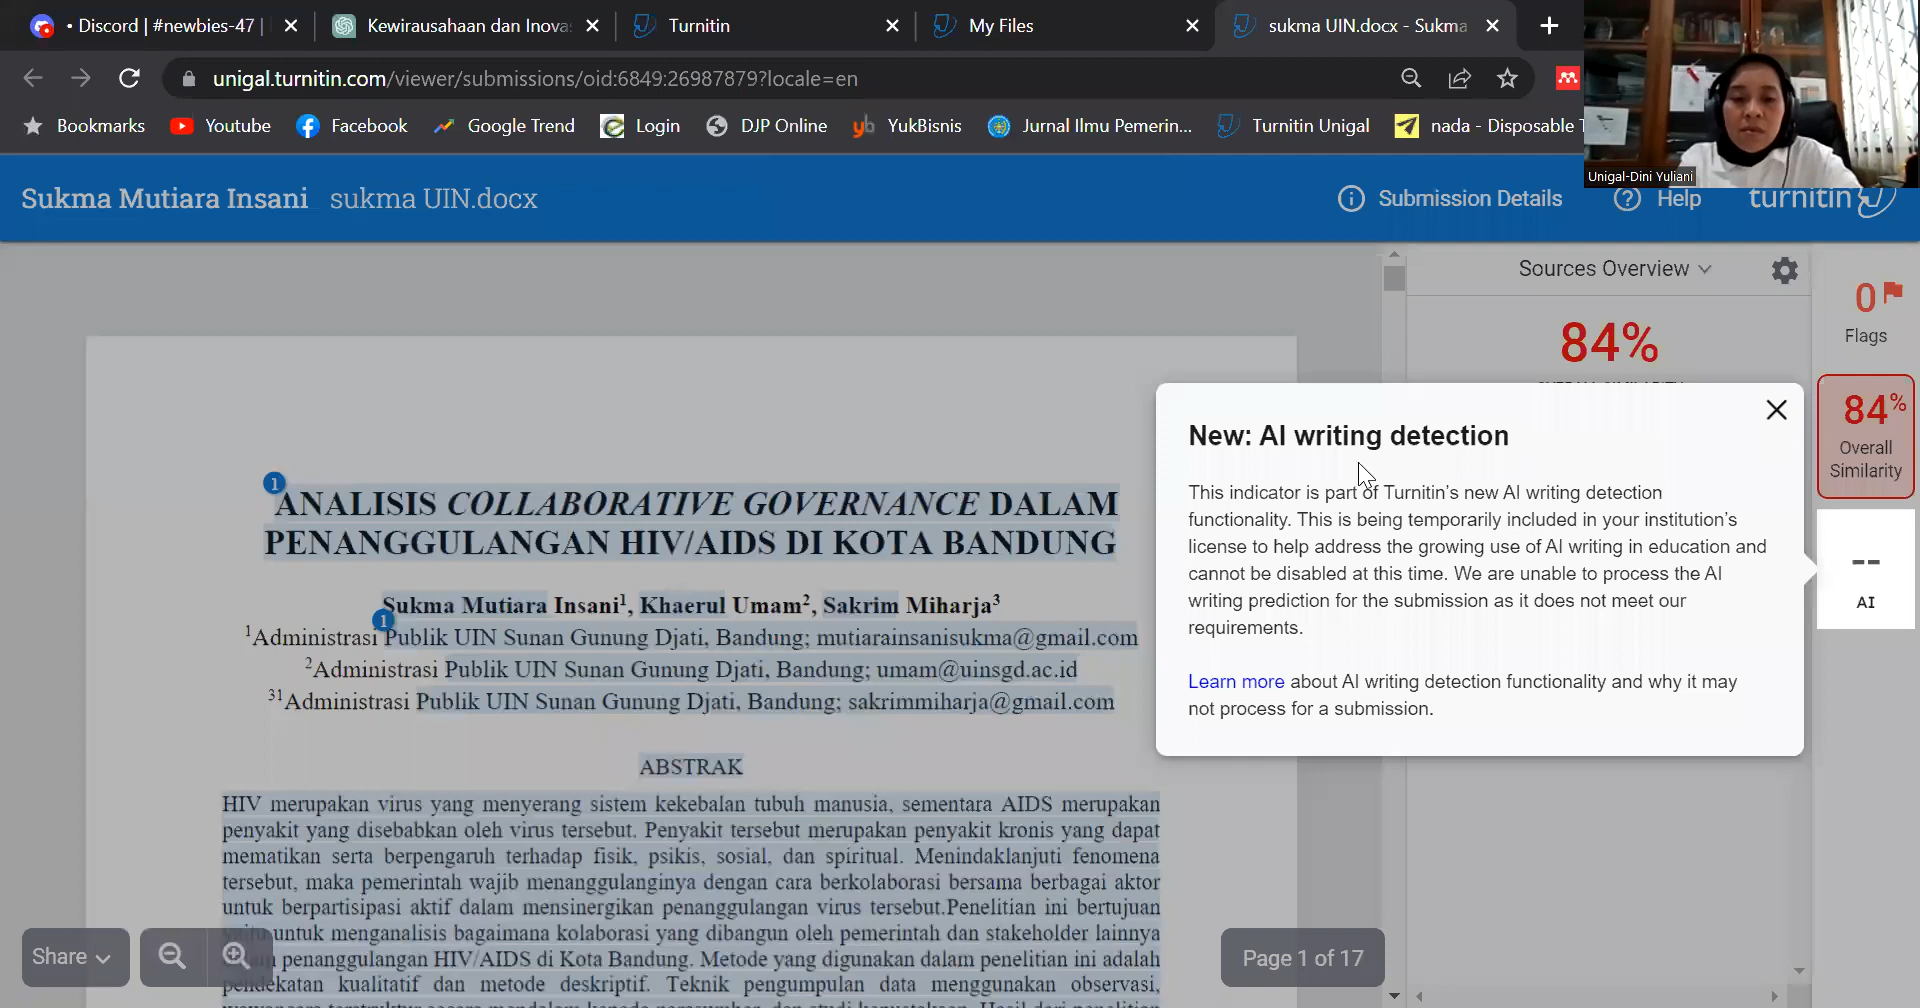 • Discord | #newbies-47 |
Kewirausahaan dan Inova
Turnitin
My Files
sukma UIN.docx - Sukma
unigal.turnitin.com/viewer/submissions/oid:6849:26987879?locale=en
Bookmarks
Youtube
Facebook
Google Trend
Login
DJP Online
yb YukBisnis
Jurnal Ilmu Pemerin...
Turnitin Unigal
nada - Disposable T
Unigal-Dini Yuliani
Sukma Mutiara Insani sukma UIN.docx
Submission Details
Help
turnitin
Sources Overview
84%
0
Flags
84%
Overall
Similarity
--
AI
New: AI writing detection
This indicator is part of Turnitin's new AI writing detection
functionality. This is being temporarily included in your institution's
license to help address the growing use of AI writing in education and
cannot be disabled at this time. We are unable to process the AI
writing prediction for the submission as it does not meet our
requirements.
Learn more about AI writing detection functionality and why it may
not process for a submission.
1
ANALISIS COLLABORATIVE GOVERNANCE DALAM
PENANGGULANGAN HIV/AIDS DI KOTA BANDUNG
Sukma Mutiara Insani¹, Khaerul Umam², Sakrim Miharja³
1
¹Administrasi Publik UIN Sunan Gunung Djati, Bandung; mutiarainsanisukma@gmail.com
²Administrasi Publik UIN Sunan Gunung Djati, Bandung; umam@uinsgd.ac.id
³¹Administrasi Publik UIN Sunan Gunung Djati, Bandung; sakrimmiharja@gmail.com
ABSTRAK
HIV merupakan virus yang menyerang sistem kekebalan tubuh manusia, sementara AIDS merupakan
penyakit yang disebabkan oleh virus tersebut. Penyakit tersebut merupakan penyakit kronis yang dapat
mematikan serta berpengaruh terhadap fisik, psikis, sosial, dan spiritual. Menindaklanjuti fenomena
tersebut, maka pemerintah wajib menanggulanginya dengan cara berkolaborasi bersama berbagai aktor
untuk berpartisipasi aktif dalam mensinergikan penanggulangan virus tersebut.Penelitian ini bertujuan
untuk menganalisis bagaimana kolaborasi yang dibangun oleh pemerintah dan stakeholder lainnya
penanggulangan HIV/AIDS di Kota Bandung. Metode yang digunakan dalam penelitian ini adalah
pendekatan kualitatif dan metode deskriptif. Teknik pengumpulan data menggunakan observasi,
Share
Page 1 of 17